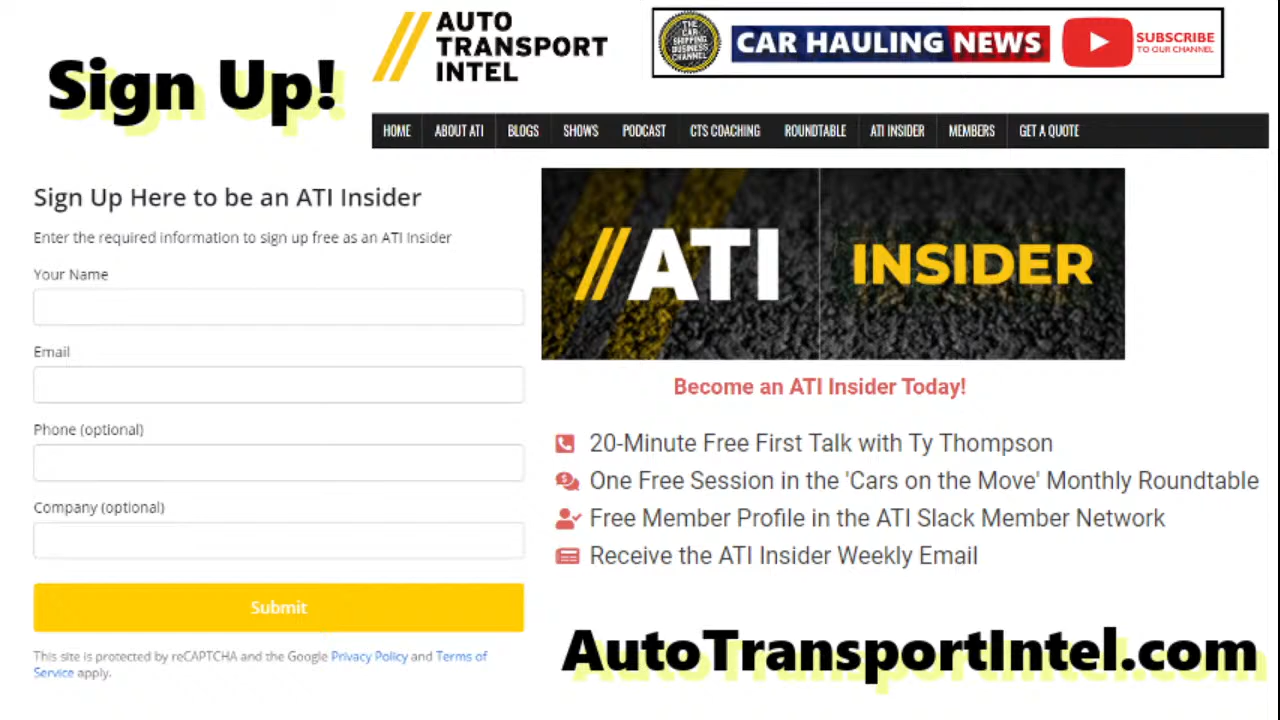 Sign Up!
AUTO
TRANSPORT
INTEL
THE
CAR
SHIPPING
BUSINESS
CHANNEL
CAR HAULING NEWS
SUBSCRIBE
TO OUR CHANNEL
HOME ABOUT ATI BLOGS SHOWS PODCAST CTS COACHING ROUNDTABLE ATI INSIDER MEMBERS GET A QUOTE
Sign Up Here to be an ATI Insider
Enter the required information to sign up free as an ATI Insider
Your Name
Email
Phone (optional)
Company (optional)
Submit
This site is protected by reCAPTCHA and the Google Privacy Policy and Terms of
Service apply.
//ATI INSIDER
Become an ATI Insider Today!
20-Minute Free First Talk with Ty Thompson
One Free Session in the 'Cars on the Move' Monthly Roundtable
Free Member Profile in the ATI Slack Member Network
Receive the ATI Insider Weekly Email
AutoTransportIntel.com